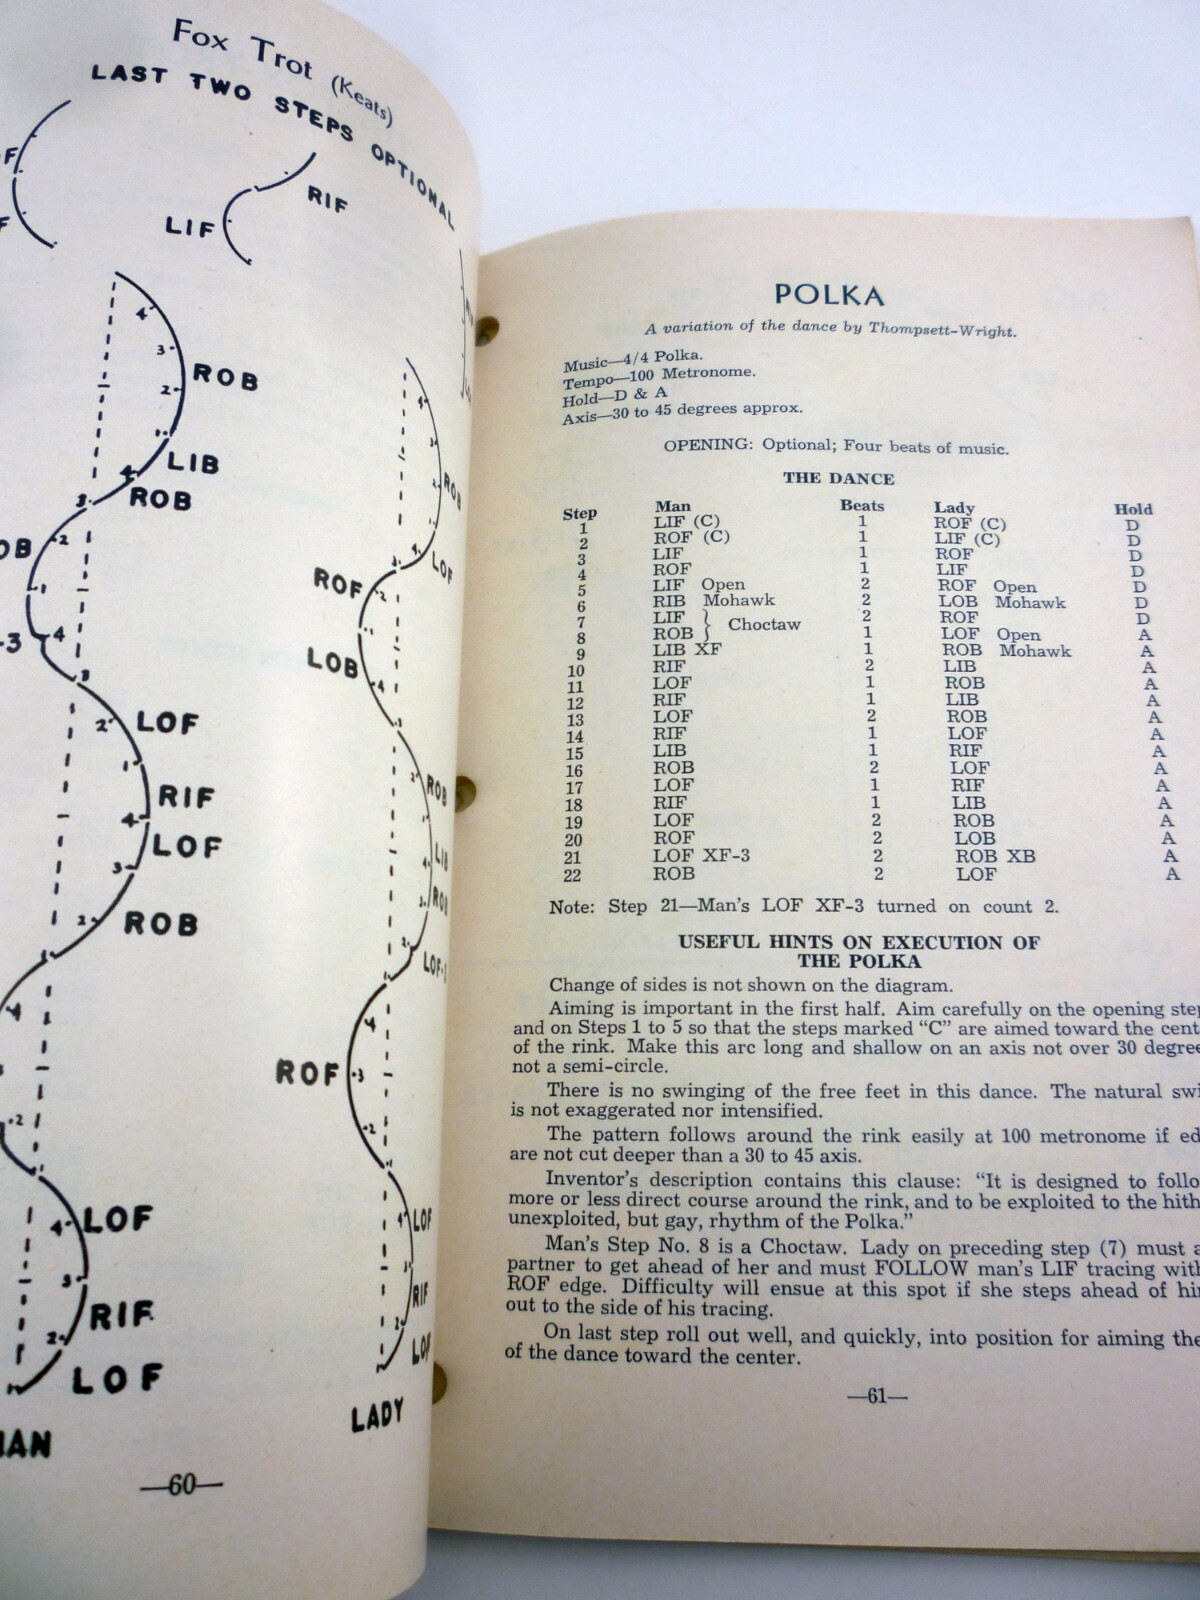 Fox Trot (Keats)
LAST TWO STEPS OPTIONAL
RIF
LIF
ROB
LIB
ROB
LOF
RIF
LOF
ROB
LOF
RIF
LOF
ROB
LOF
ROF
LOB
ROB
LIB
ROB
ROF
LOF
RIF
LOF
LADY
—60—
POLKA
A variation of the dance by Thompsett-Wright.
Music—4/4 Polka.
Tempo—100 Metronome.
Hold—D & A
Axis—30 to 45 degrees approx.
OPENING: Optional; Four beats of music.
THE DANCE
Step Man Beats Lady Hold
1 LIF (C) 1 ROF (C) D
2 ROF (C) 1 LIF (C) D
3 LIF 1 ROF D
4 ROF 1 LIF D
5 LIF Open 2 ROF Open D
6 RIB Mohawk 2 LOB Mohawk D
7 LIF } Choctaw 2 ROF D
8 ROB 1 LOF Open A
9 LIB XF 1 ROB Mohawk A
10 RIF 2 LIB A
11 LOF 1 ROB A
12 RIF 1 LIB A
13 LOF 2 ROB A
14 RIF 1 LOF A
15 LIB 1 RIF A
16 ROB 2 LOF A
17 LOF 1 RIF A
18 RIF 1 LIB A
19 LOF 2 ROB A
20 ROF 2 LOB A
21 LOF XF-3 2 ROB XB A
22 ROB 2 LOF A
Note: Step 21—Man's LOF XF-3 turned on count 2.
USEFUL HINTS ON EXECUTION OF
THE POLKA
Change of sides is not shown on the diagram.
Aiming is important in the first half. Aim carefully on the opening
and on Steps 1 to 5 so that the steps marked “C” are aimed toward the
of the rink. Make this arc long and shallow on an axis not over 30
not a semi-circle.
There is no swinging of the free feet in this dance. The natural
is not exaggerated nor intensified.
The pattern follows around the rink easily at 100 metronome if
are not cut deeper than a 30 to 45 axis.
Inventor's description contains this clause: “It is designed to
more or less direct course around the rink, and to be exploited to the
unexploited, but gay, rhythm of the Polka.”
Man's Step No. 8 is a Choctaw. Lady on preceding step (7) must
partner to get ahead of her and must FOLLOW man's LIF tracing
ROF edge. Difficulty will ensue at this spot if she steps ahead of
out to the side of his tracing.
On last step roll out well, and quickly, into position for aiming
of the dance toward the center.
—61—